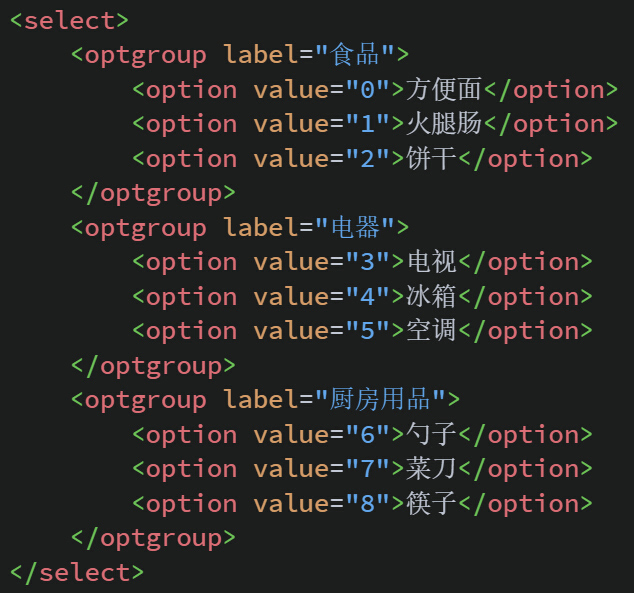 <select>
    <optgroup label="食品">
        <option value="0">方便面</option>
        <option value="1">火腿肠</option>
        <option value="2">饼干</option>
    </optgroup>
    <optgroup label="电器">
        <option value="3">电视</option>
        <option value="4">冰箱</option>
        <option value="5">空调</option>
    </optgroup>
    <optgroup label="厨房用品">
        <option value="6">勺子</option>
        <option value="7">菜刀</option>
        <option value="8">筷子</option>
    </optgroup>
</select>